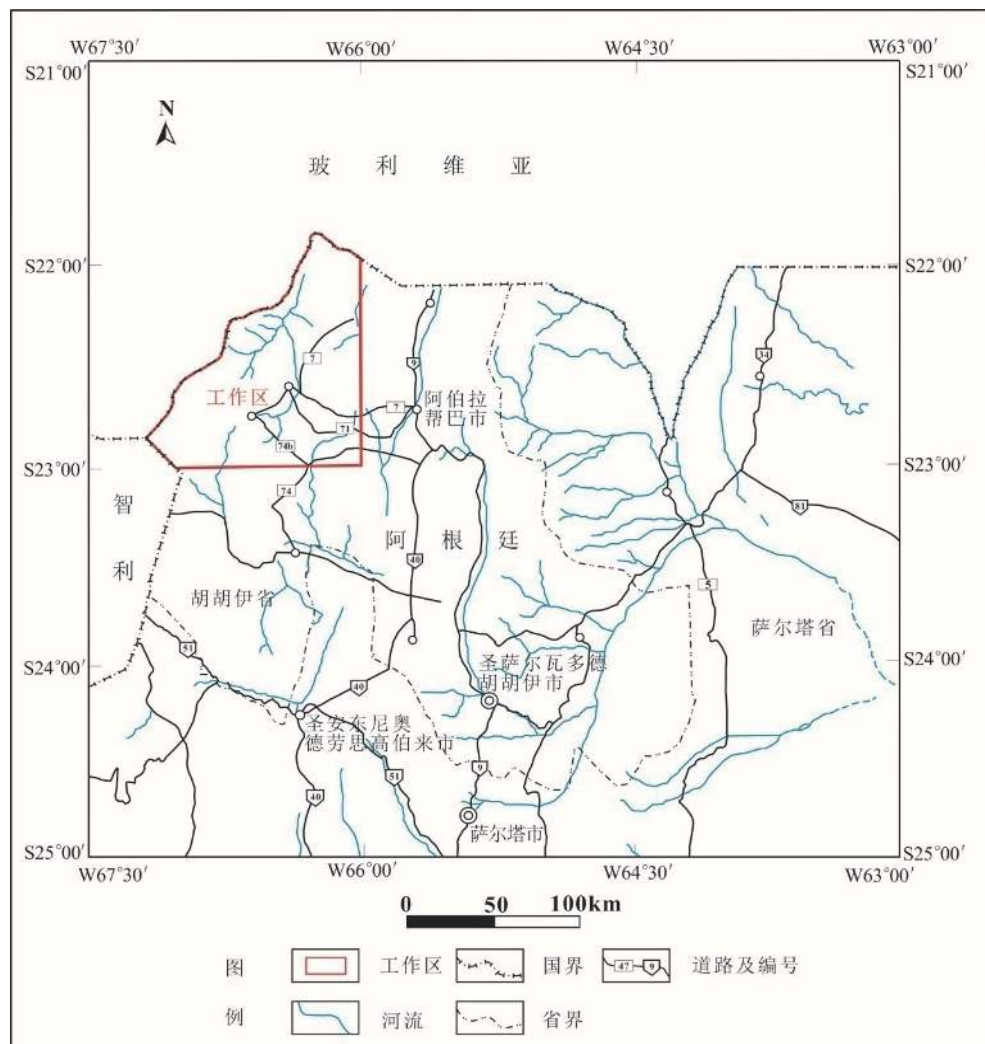 W67°30′ W66°00′ W64°30′ W63°00′
S21°00′ S21°00′
N
玻利维亚
S22°00′ S22°00′
34
7
9
工作区
7
阿伯拉
帮巴市
71
74b
S23°00′ S23°00′
74
智利
81
阿根廷
40
5
胡胡伊省
萨尔塔省
51
S24°00′ S24°00′
圣萨尔瓦多德
胡胡伊市
40
圣安东尼奥
德劳思高伯来市
9
51
40
萨尔塔市
S25°00′ S25°00′
W67°30′ W66°00′ W64°30′ W63°00′
0 50 100km
图例
工作区 国界 47 9 道路及编号
河流 省界